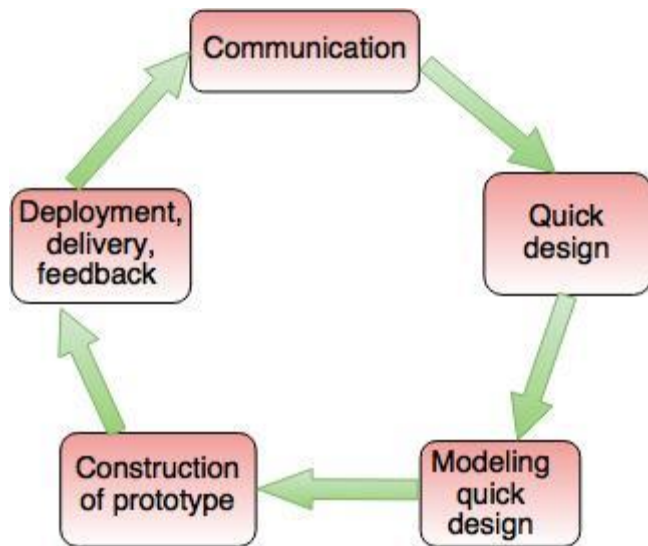 Communication
Quick
design
Modeling
quick
design
Construction
of prototype
Deployment,
delivery,
feedback